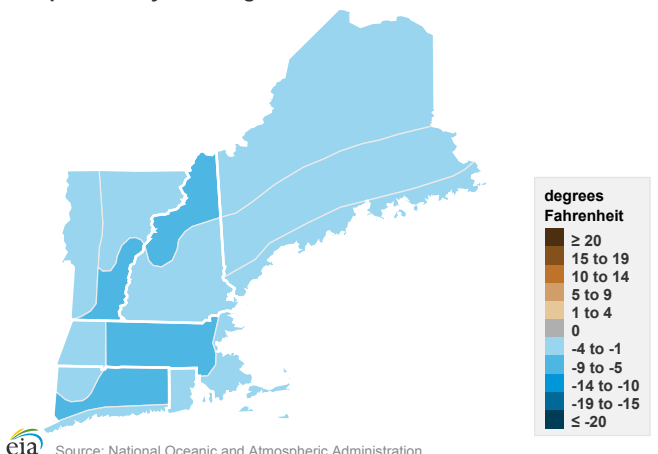 degrees
Fahrenheit
≥ 20
15 to 19
10 to 14
5 to 9
1 to 4
0
-4 to -1
-9 to -5
-14 to -10
-19 to -15
≤ -20
eia
Source: National Oceanic and Atmospheric Administration